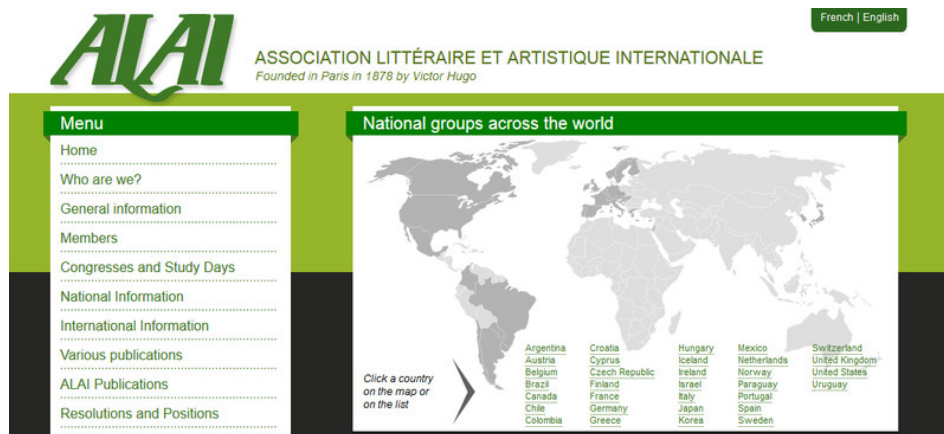 French | English
ALAI
ASSOCIATION LITTÉRAIRE ET ARTISTIQUE INTERNATIONALE
Founded in Paris in 1878 by Victor Hugo
Menu
Home
Who are we?
General information
Members
Congresses and Study Days
National Information
International Information
Various publications
ALAI Publications
Resolutions and Positions
National groups across the world
Click a country
on the map or
on the list
Argentina
Austria
Belgium
Brazil
Canada
Chile
Colombia
Croatia
Cyprus
Czech Republic
Finland
France
Germany
Greece
Hungary
Iceland
Ireland
Israel
Italy
Japan
Korea
Mexico
Netherlands
Norway
Paraguay
Portugal
Spain
Sweden
Switzerland
United Kingdom
United States
Uruguay